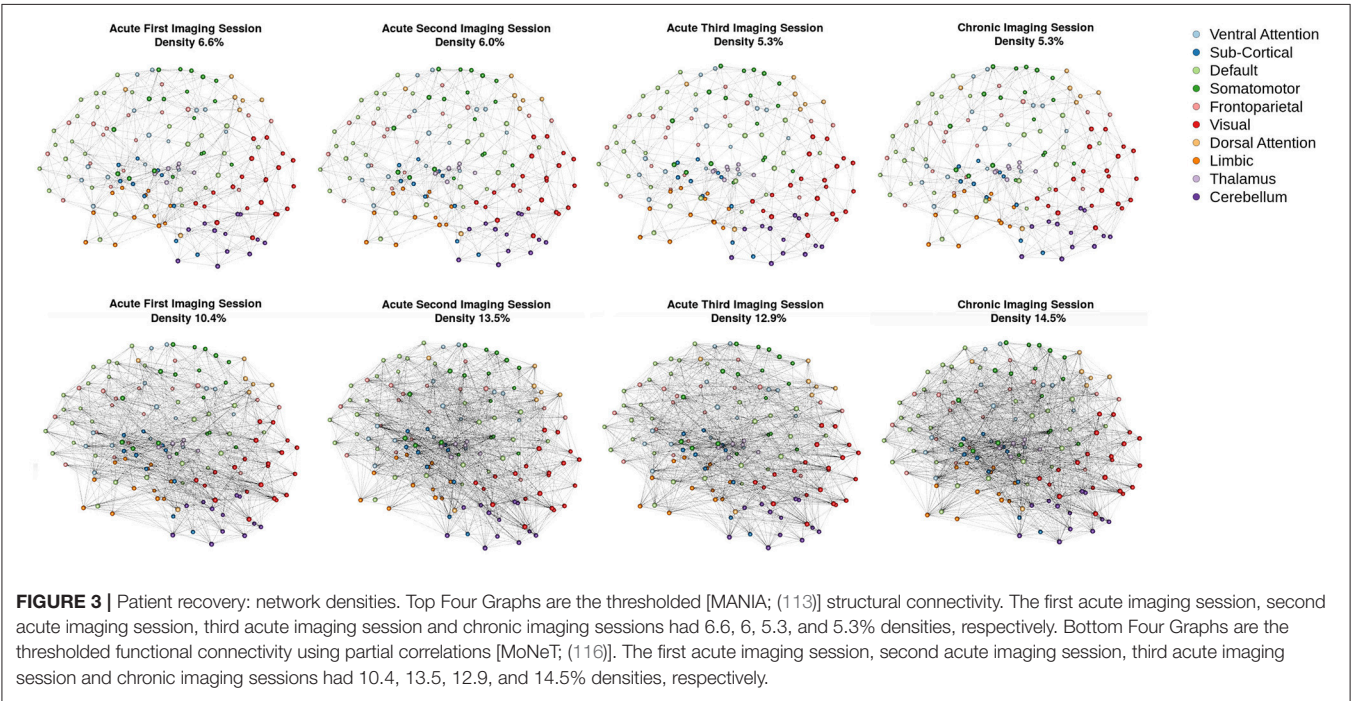 Acute First Imaging Session
Density 6.6%
Acute Second Imaging Session
Density 6.0%
Acute Third Imaging Session
Density 5.3%
Chronic Imaging Session
Density 5.3%
Ventral Attention
Sub-Cortical
Default
Somatomotor
Frontoparietal
Visual
Dorsal Attention
Limbic
Thalamus
Cerebellum
Acute First Imaging Session
Density 10.4%
Acute Second Imaging Session
Density 13.5%
Acute Third Imaging Session
Density 12.9%
Chronic Imaging Session
Density 14.5%
FIGURE 3 | Patient recovery: network densities. Top Four Graphs are the thresholded [MANIA; (113)] structural connectivity. The first acute imaging session, second
acute imaging session, third acute imaging session and chronic imaging sessions had 6.6, 6, 5.3, and 5.3% densities, respectively. Bottom Four Graphs are the
thresholded functional connectivity using partial correlations [MoNeT; (116)]. The first acute imaging session, second acute imaging session, third acute imaging
session and chronic imaging sessions had 10.4, 13.5, 12.9, and 14.5% densities, respectively.